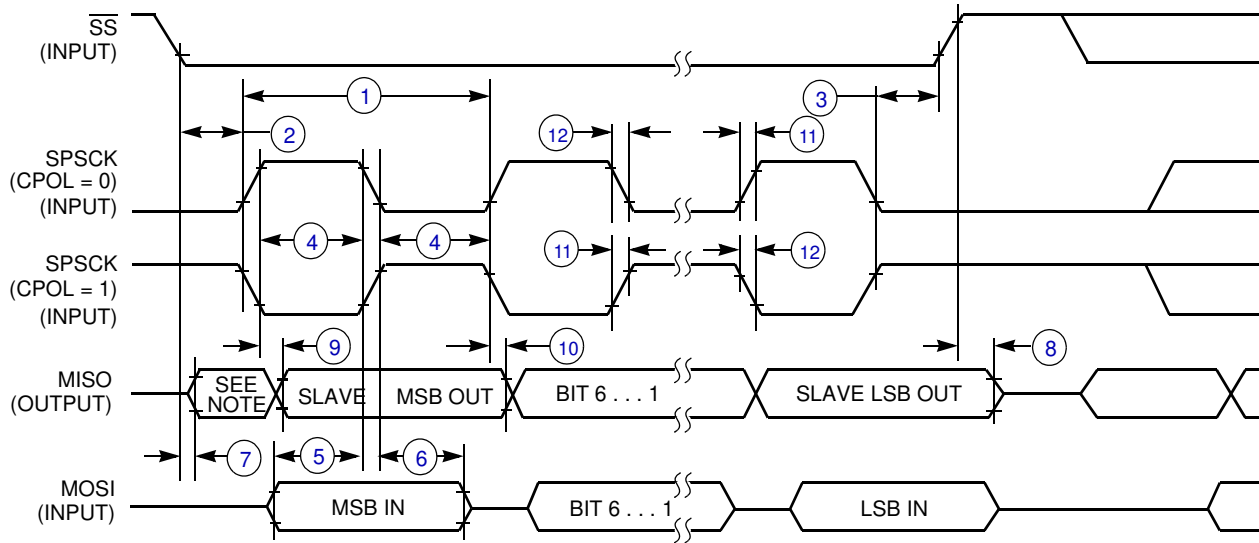 SS
(INPUT)
1
3
2
12
11
SPSCK
(CPOL = 0)
(INPUT)
4
4
11
12
SPSCK
(CPOL = 1)
(INPUT)
9
10
8
MISO
(OUTPUT)
SEE
NOTE
SLAVE
MSB OUT
BIT 6 . . . 1
SLAVE LSB OUT
7
5
6
MOSI
(INPUT)
MSB IN
BIT 6 . . . 1
LSB IN